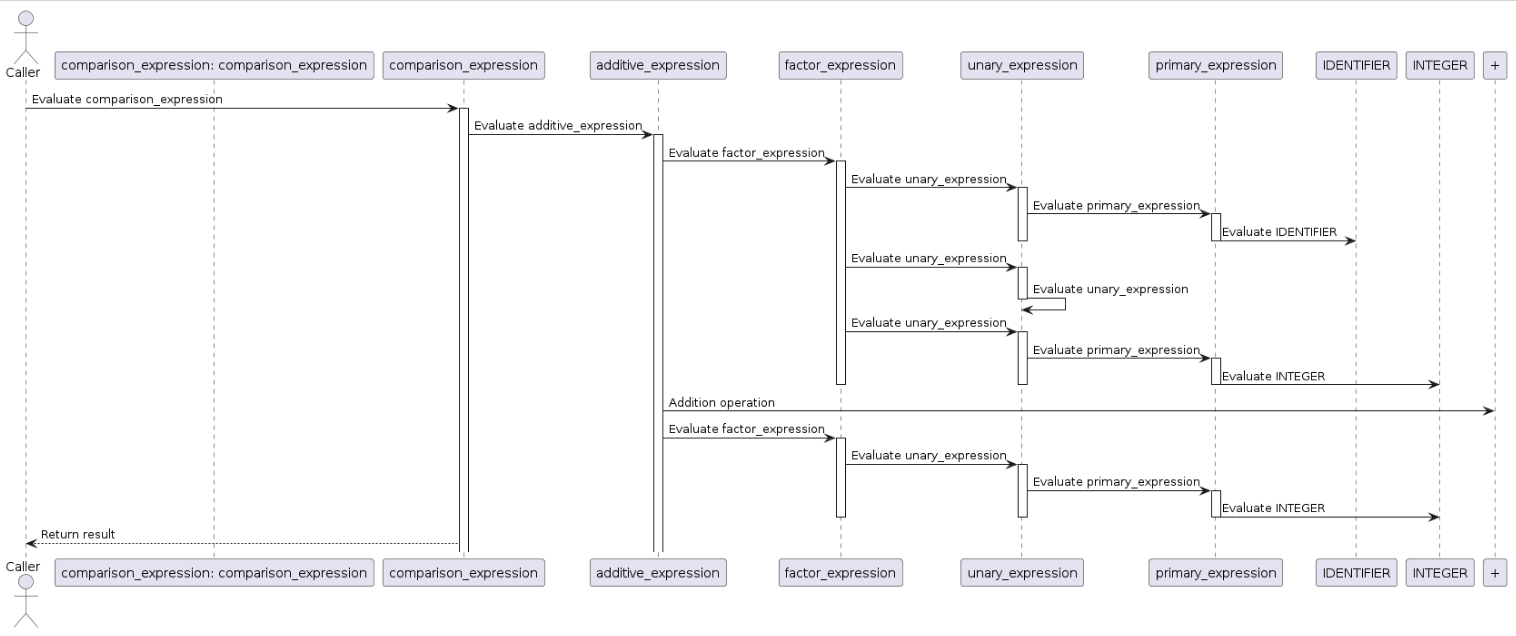 Caller
comparison_expression: comparison_expression
comparison_expression
additive_expression
factor_expression
unary_expression
primary_expression
IDENTIFIER
INTEGER
+
Evaluate comparison_expression
Evaluate additive_expression
Evaluate factor_expression
Evaluate unary_expression
Evaluate primary_expression
Evaluate IDENTIFIER
Evaluate unary_expression
Evaluate unary_expression
Evaluate unary_expression
Evaluate primary_expression
Evaluate INTEGER
Addition operation
Evaluate factor_expression
Evaluate unary_expression
Evaluate primary_expression
Evaluate INTEGER
Return result
Caller
comparison_expression: comparison_expression
comparison_expression
additive_expression
factor_expression
unary_expression
primary_expression
IDENTIFIER
INTEGER
+